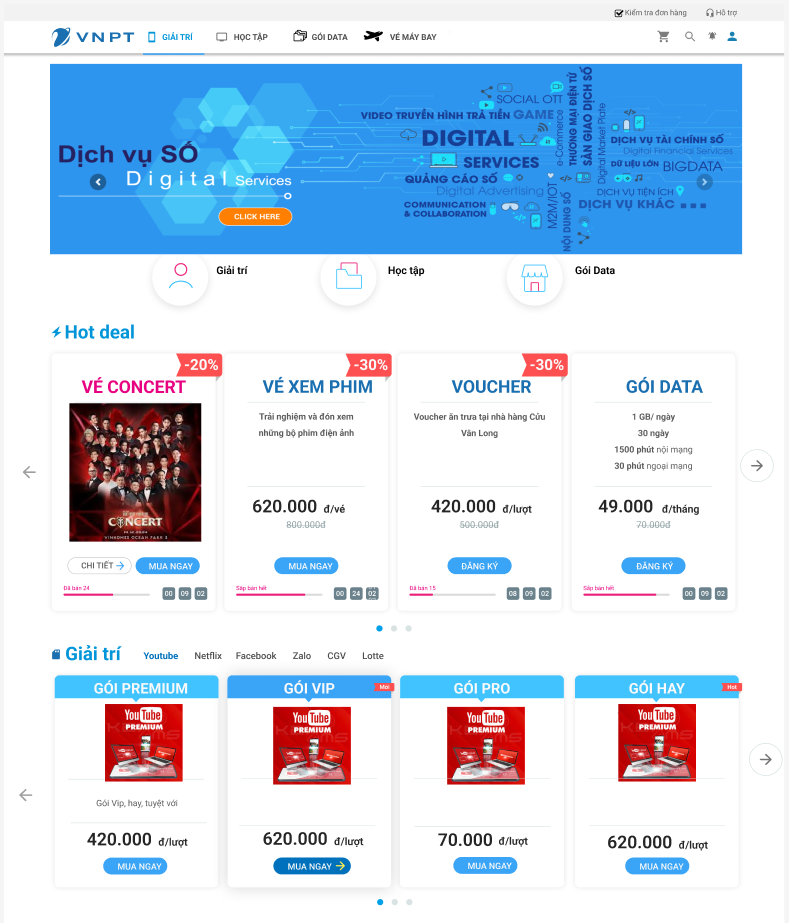 Kiểm tra đơn hàng
Hỗ trợ
VNPT
GIẢI TRÍ
HỌC TẬP
GÓI DATA
VÉ MÁY BAY
Dịch vụ SỐ
Digital Services
CLICK HERE
SOCIAL OTT
VIDEO TRUYỀN HÌNH TRẢ TIỀN
GAME
DIGITAL
SERVICES
QUẢNG CÁO SỐ
Digital Advertising
COMMUNICATION
& COLLABORATION
M2M/IOT
NỘI DUNG SỐ
e-Commerce
THƯƠNG MẠI ĐIỆN TỬ
SÀN GIAO DỊCH SỐ
Digital Market Place
DỊCH VỤ TÀI CHÍNH SỐ
Digital Financial Services
DỮ LIỆU LỚN
BIGDATA
DỊCH VỤ TIỆN ÍCH
DỊCH VỤ KHÁC
Giải trí
Học tập
Gói Data
Hot deal
-20%
VÉ CONCERT
CONCERT
VINHOMES OCEAN PARK 3
CHI TIẾT
MUA NGAY
Đã bán 24
00 09 02
-30%
VÉ XEM PHIM
Trải nghiệm và đón xem
những bộ phim điện ảnh
620.000 đ/vé
800.000đ
MUA NGAY
Sắp bán hết
00 24 02
-30%
VOUCHER
Voucher ăn trưa tại nhà hàng Cứu
Vân Long
420.000 đ/lượt
500.000đ
ĐĂNG KÝ
Đã bán 15
08 09 02
GÓI DATA
1 GB/ ngày
30 ngày
1500 phút nội mạng
30 phút ngoại mạng
49.000 đ/tháng
70.000đ
ĐĂNG KÝ
Sắp bán hết
00 09 02
Giải trí
Youtube
Netflix
Facebook
Zalo
CGV
Lotte
GÓI PREMIUM
YouTube
PREMIUM
Gói Vip, hay, tuyệt vời
420.000 đ/lượt
MUA NGAY
GÓI VIP
Mới
YouTube
PREMIUM
620.000 đ/lượt
MUA NGAY
GÓI PRO
YouTube
PREMIUM
70.000 đ/lượt
MUA NGAY
GÓI HAY
Hot
YouTube
PREMIUM
620.000 đ/lượt
MUA NGAY